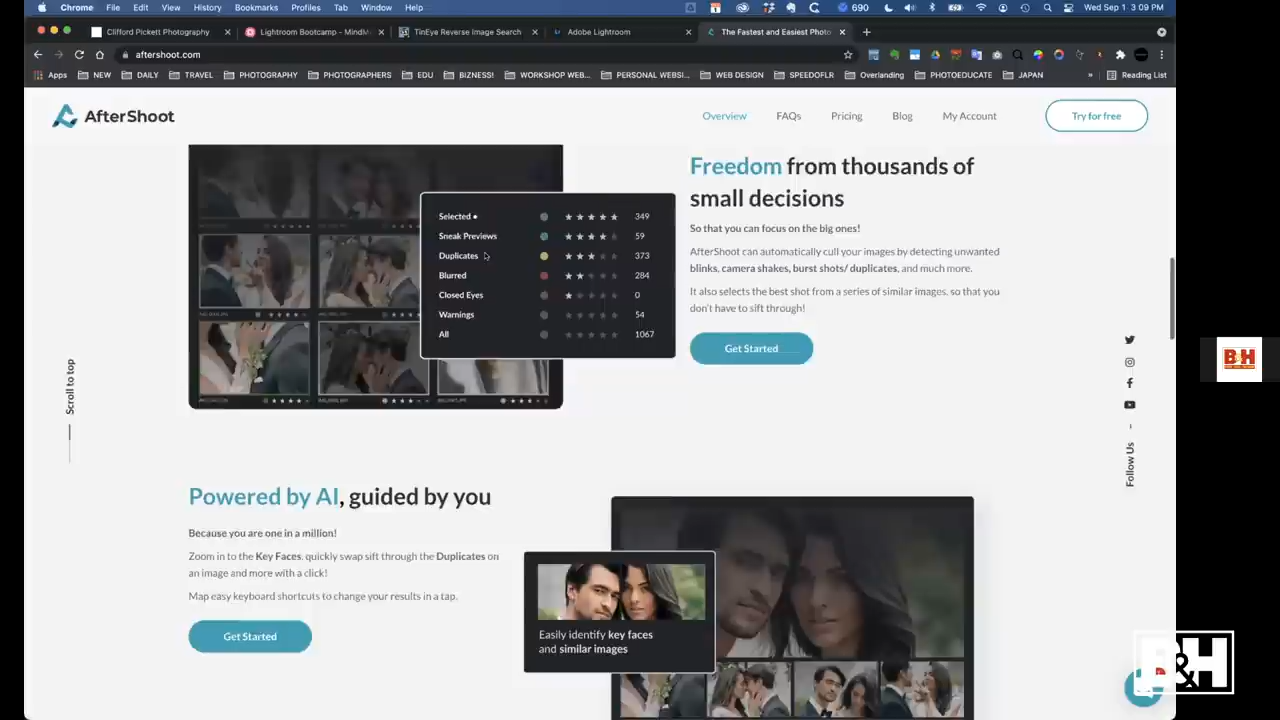 Chrome File Edit View History Bookmarks Profiles Tab Window Help 690 Wed Sep 1 3:09 PM
Clifford Pickett Photography
Lightroom Bootcamp - MindM
TinEye Reverse Image Search
Adobe Lightroom
The Fastest and Easiest Photo
aftershoot.com
Apps NEW DAILY TRAVEL PHOTOGRAPHY PHOTOGRAPHERS EDU BIZNESS! WORKSHOP WEB... PERSONAL WEBSI... WEB DESIGN SPEEDOFLR Overlanding PHOTOEDUCATE JAPAN » Reading List
AfterShoot
Overview FAQs Pricing Blog My Account Try for free
Selected 349
Sneak Previews 59
Duplicates 373
Blurred 284
Closed Eyes 0
Warnings 54
All 1067
Freedom from thousands of
small decisions
So that you can focus on the big ones!
AfterShoot can automatically cull your images by detecting unwanted
blinks, camera shakes, burst shots/ duplicates, and much more.
It also selects the best shot from a series of similar images, so that you
don't have to sift through!
Get Started
Scroll to top
Follow Us
B&H
Powered by AI, guided by you
Because you are one in a million!
Zoom in to the Key Faces, quickly swap sift through the Duplicates on
an image and more with a click!
Map easy keyboard shortcuts to change your results in a tap.
Get Started
Easily identify key faces
and similar images
B&H